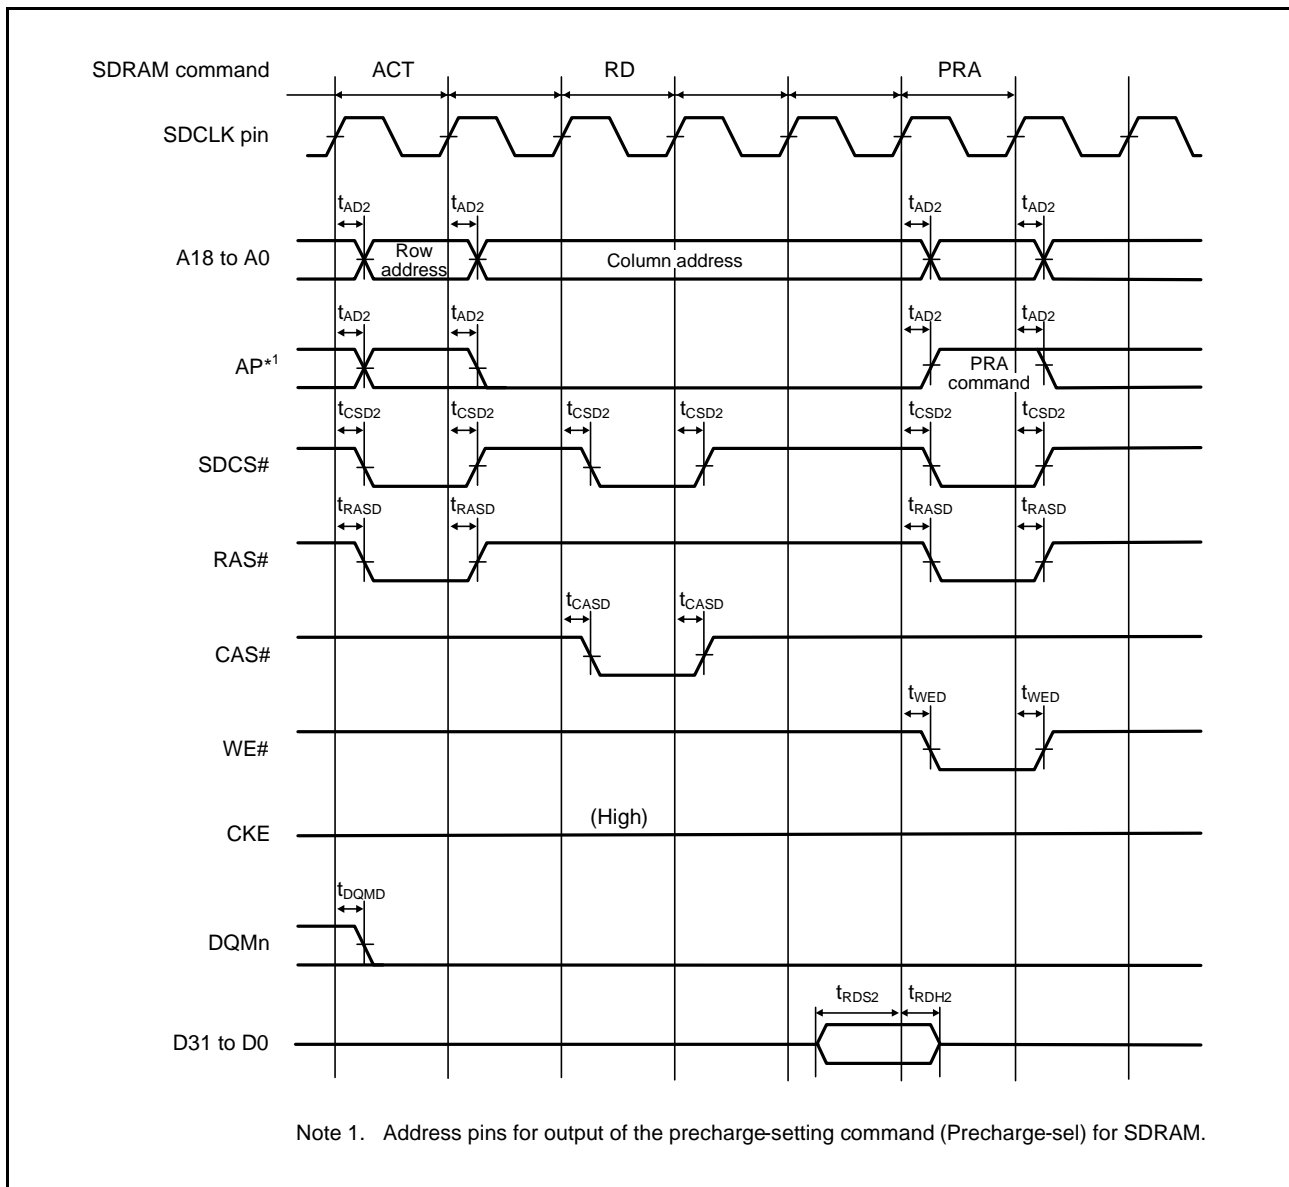 SDRAM command ACT RD PRA
SDCLK pin
tAD2 tAD2 tAD2 tAD2
A18 to A0 Row address Column address
tAD2 tAD2 tAD2 tAD2
AP*1 PRA command
tCSD2 tCSD2 tCSD2 tCSD2 tCSD2 tCSD2
SDCS#
tRASD tRASD tRASD tRASD
RAS#
tCASD tCASD
CAS#
tWED tWED
WE#
(High)
CKE
tDQMD
DQMn
tRDS2 tRDH2
D31 to D0
Note 1. Address pins for output of the precharge-setting command (Precharge-sel) for SDRAM.